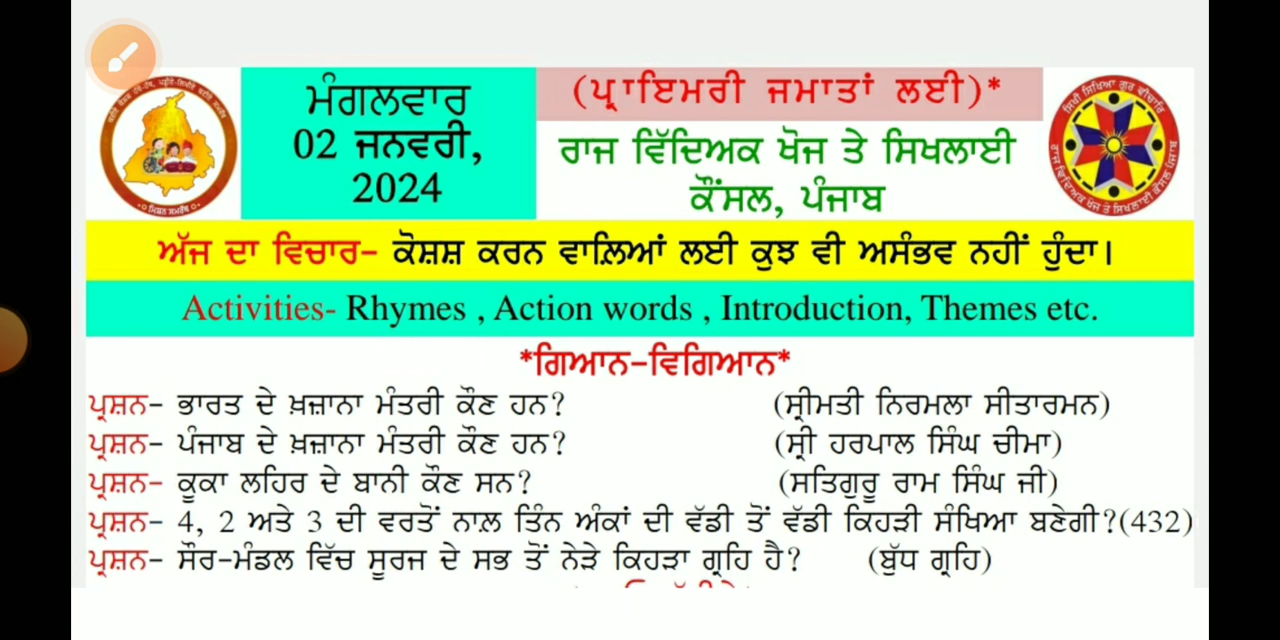 ਮੰਗਲਵਾਰ
02 ਜਨਵਰੀ,
2024
(ਪ੍ਰਾਇਮਰੀ ਜਮਾਤਾਂ ਲਈ)*
ਰਾਜ ਵਿੱਦਿਅਕ ਖੋਜ ਤੇ ਸਿਖਲਾਈ
ਕੌਂਸਲ, ਪੰਜਾਬ
ਅੱਜ ਦਾ ਵਿਚਾਰ- ਕੋਸ਼ਸ਼ ਕਰਨ ਵਾਲ਼ਿਆਂ ਲਈ ਕੁਝ ਵੀ ਅਸੰਭਵ ਨਹੀਂ ਹੁੰਦਾ।
Activities- Rhymes , Action words , Introduction, Themes etc.
*ਗਿਆਨ-ਵਿਗਿਆਨ*
ਪ੍ਰਸ਼ਨ- ਭਾਰਤ ਦੇ ਖ਼ਜ਼ਾਨਾ ਮੰਤਰੀ ਕੌਣ ਹਨ? (ਸ੍ਰੀਮਤੀ ਨਿਰਮਲਾ ਸੀਤਾਰਮਨ)
ਪ੍ਰਸ਼ਨ- ਪੰਜਾਬ ਦੇ ਖ਼ਜ਼ਾਨਾ ਮੰਤਰੀ ਕੌਣ ਹਨ? (ਸ੍ਰੀ ਹਰਪਾਲ ਸਿੰਘ ਚੀਮਾ)
ਪ੍ਰਸ਼ਨ- ਕੂਕਾ ਲਹਿਰ ਦੇ ਬਾਨੀ ਕੌਣ ਸਨ? (ਸਤਿਗੁਰੂ ਰਾਮ ਸਿੰਘ ਜੀ)
ਪ੍ਰਸ਼ਨ- 4, 2 ਅਤੇ 3 ਦੀ ਵਰਤੋਂ ਨਾਲ਼ ਤਿੰਨ ਅੰਕਾਂ ਦੀ ਵੱਡੀ ਤੋਂ ਵੱਡੀ ਕਿਹੜੀ ਸੰਖਿਆ ਬਣੇਗੀ?(432)
ਪ੍ਰਸ਼ਨ- ਸੌਰ-ਮੰਡਲ ਵਿੱਚ ਸੂਰਜ ਦੇ ਸਭ ਤੋਂ ਨੇੜੇ ਕਿਹੜਾ ਗ੍ਰਹਿ ਹੈ? (ਬੁੱਧ ਗ੍ਰਹਿ)